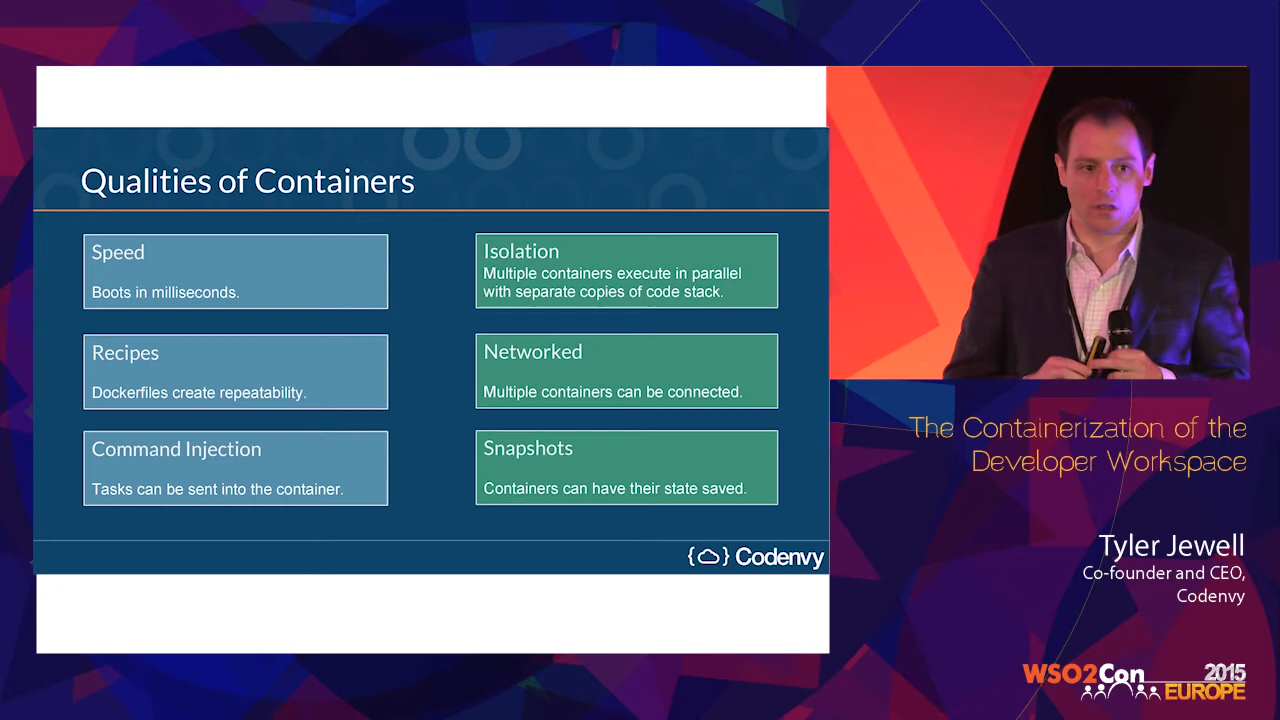 Qualities of Containers
Speed
Boots in milliseconds.
Isolation
Multiple containers execute in parallel
with separate copies of code stack.
Recipes
Dockerfiles create repeatability.
Networked
Multiple containers can be connected.
Command Injection
Tasks can be sent into the container.
Snapshots
Containers can have their state saved.
{ } Codenvy
The Containerization of the
Developer Workspace
Tyler Jewell
Co-founder and CEO,
Codenvy
WSO2Con 2015
EUROPE